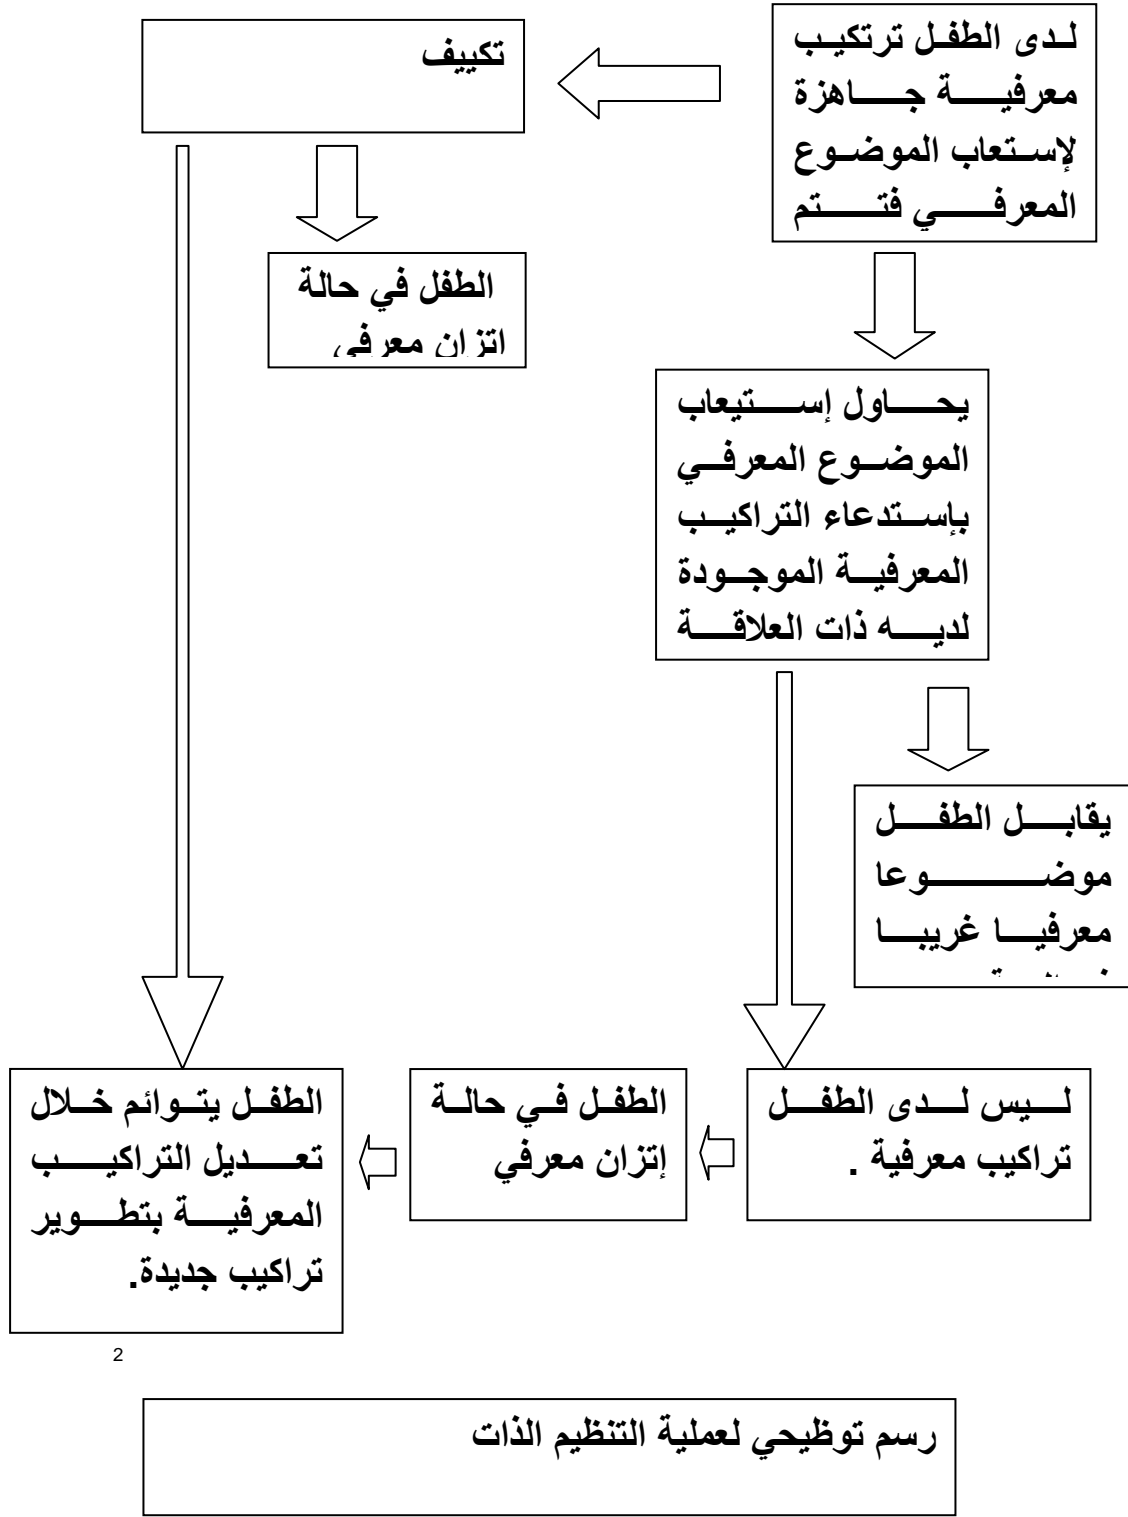 لدى الطفل ترتكيب
معرفية جاهزة
لإستعاب الموضوع
المعرفي فتتم
تكييف
الطفل في حالة
اتزان معرفي
يحاول إستيعاب
الموضوع المعرفي
بإستدعاء التراكيب
المعرفية الموجودة
لديه ذات العلاقة
يقابل الطفل
موضوعا
معرفيا غريبا
ليس لدى الطفل
تراكيب معرفية .
الطفل في حالة
إتزان معرفي
الطفل يتوائم خلال
تعديل التراكيب
المعرفية بتطوير
تراكيب جديدة.
2
رسم توظيحي لعملية التنظيم الذات